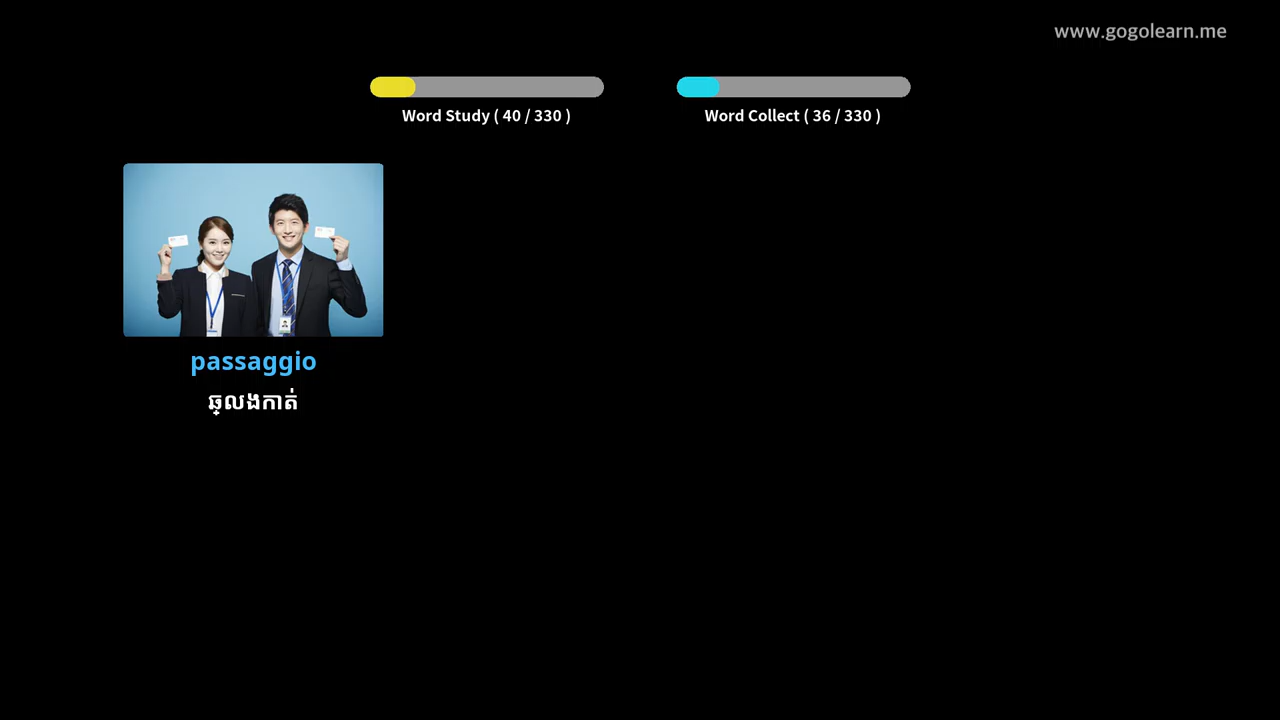 www.gogolearn.me
Word Study ( 40 / 330 )
Word Collect ( 36 / 330 )
passaggio
ឆ្លងកាត់